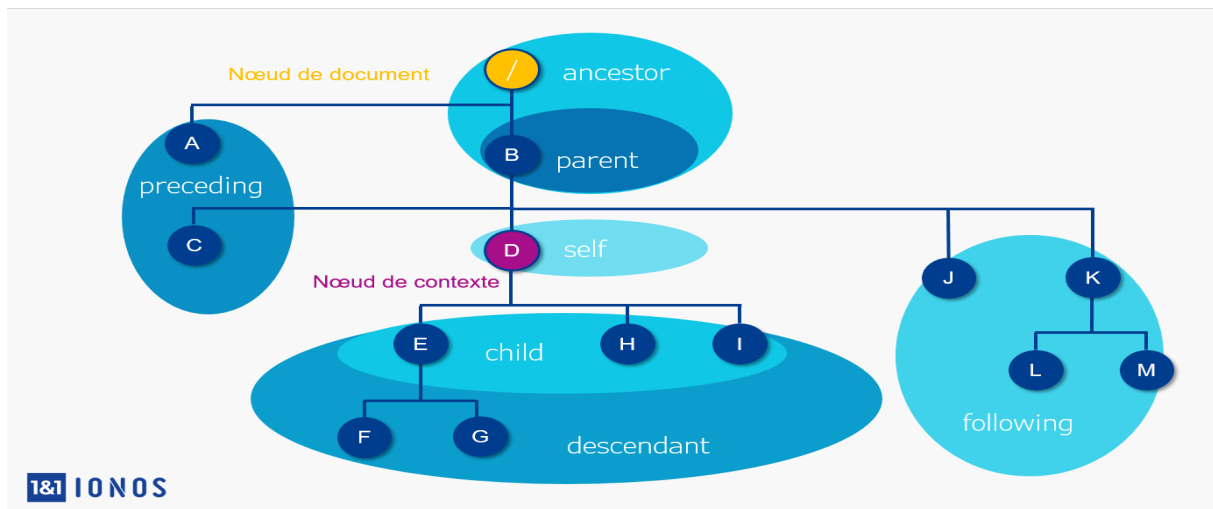 /
ancestor
Nœud de document
A
B
parent
preceding
C
D
self
Nœud de contexte
J
K
E
child
H
I
L
M
F
G
descendant
following
1&1 IONOS